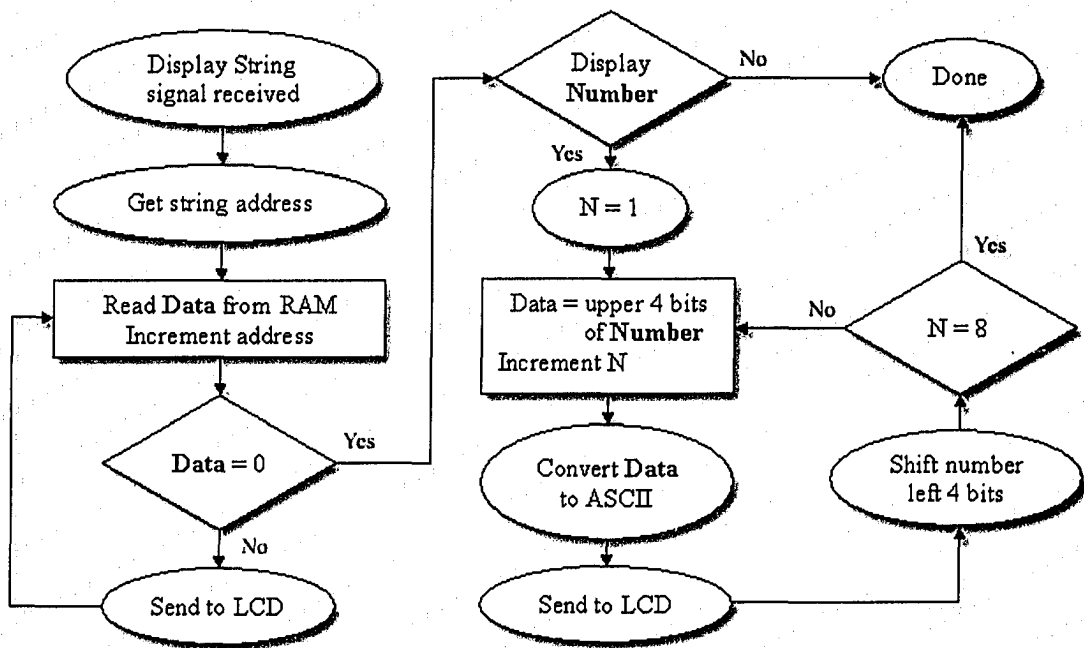 Display String
signal received
Get string address
Read Data from RAM
Increment address
Data = 0
Yes
No
Send to LCD
Display
Number
No
Done
Yes
N = 1
Data = upper 4 bits
of Number
Increment N
Convert Data
to ASCII
Send to LCD
Shift number
left 4 bits
N = 8
No
Yes